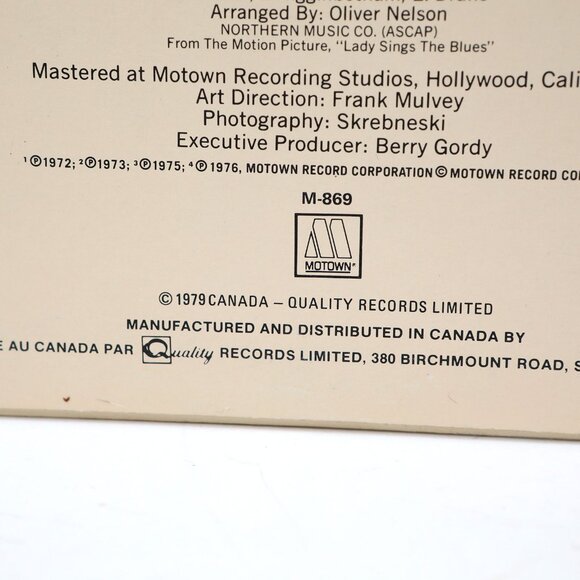 Arranged By: Oliver Nelson
NORTHERN MUSIC CO. (ASCAP)
From The Motion Picture, "Lady Sings The Blues"
Mastered at Motown Recording Studios, Hollywood, Cali
Art Direction: Frank Mulvey
Photography: Skrebneski
Executive Producer: Berry Gordy
¹ ℗1972; ² ℗1973; ³ ℗1975; ⁴ ℗1976, MOTOWN RECORD CORPORATION © MOTOWN RECORD CO
M-869
MOTOWN
© 1979 CANADA – QUALITY RECORDS LIMITED
MANUFACTURED AND DISTRIBUTED IN CANADA BY
E AU CANADA PAR Quality RECORDS LIMITED, 380 BIRCHMOUNT ROAD, S